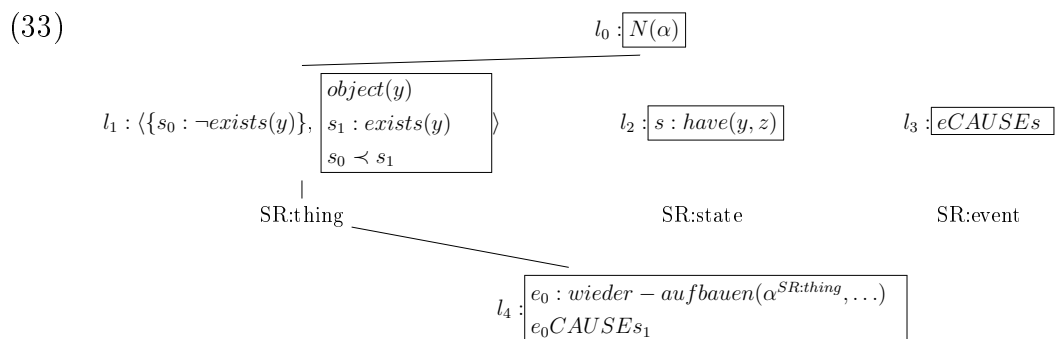 (33)
l₀ : N(α)
l₁ : ⟨{s₀ : ¬exists(y)}, object(y)
s₁ : exists(y) ⟩
s₀ ≺ s₁
l₂ : s : have(y, z)
l₃ : eCAUSEs
SR:thing SR:state SR:event
l₄ : e₀ : wieder − aufbauen(α^{SR:thing}, . . .)
e₀CAUSEs₁